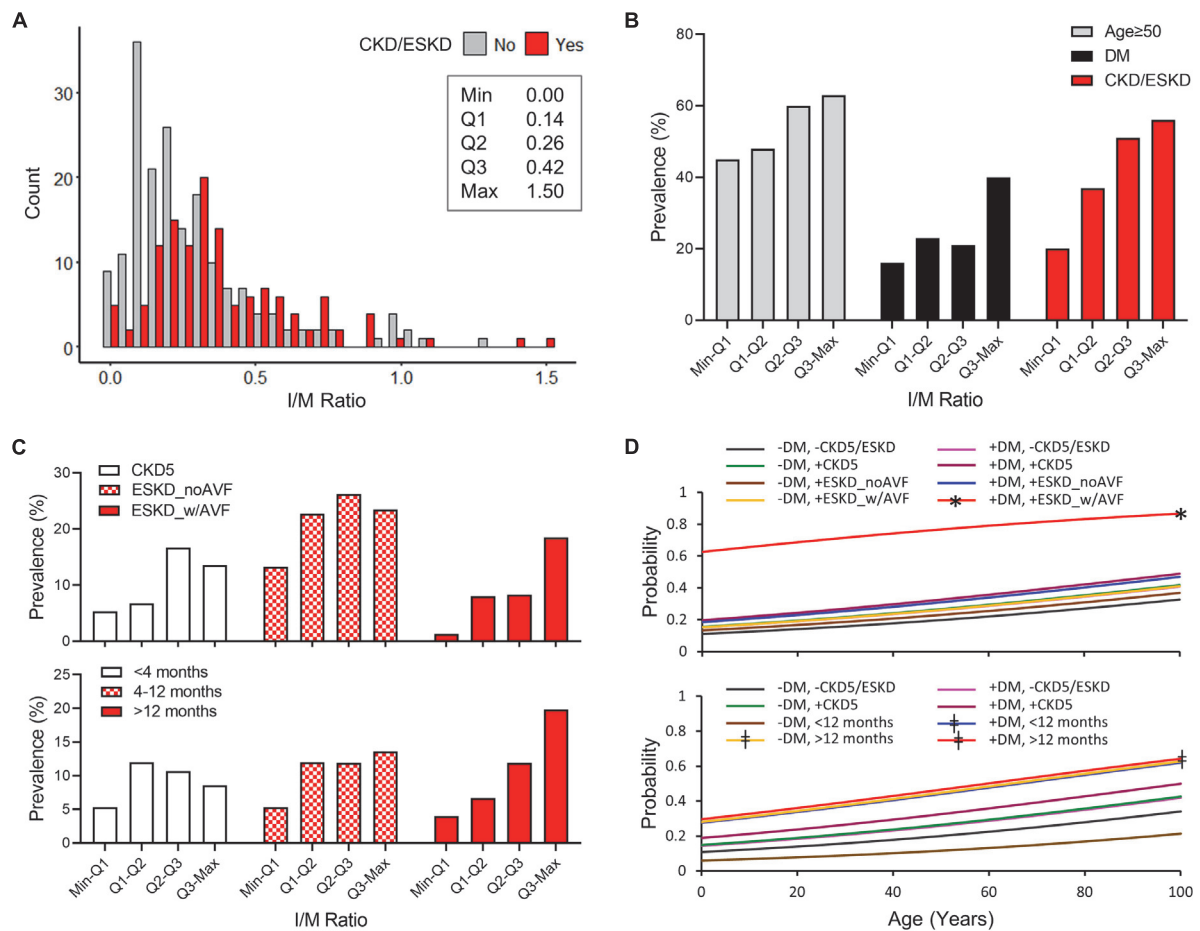 A
CKD/ESKD No Yes
Min 0.00
Q1 0.14
Q2 0.26
Q3 0.42
Max 1.50
Count
30
20
10
0
0.0 0.5 1.0 1.5
I/M Ratio
B
Age≥50
DM
CKD/ESKD
Prevalence (%)
80
60
40
20
0
Min-Q1 Q1-Q2 Q2-Q3 Q3-Max Min-Q1 Q1-Q2 Q2-Q3 Q3-Max Min-Q1 Q1-Q2 Q2-Q3 Q3-Max
I/M Ratio
C
CKD5
ESKD_noAVF
ESKD_w/AVF
Prevalence (%)
30
20
10
0
<4 months
4-12 months
>12 months
Prevalence (%)
25
20
15
10
5
0
Min-Q1 Q1-Q2 Q2-Q3 Q3-Max Min-Q1 Q1-Q2 Q2-Q3 Q3-Max Min-Q1 Q1-Q2 Q2-Q3 Q3-Max
I/M Ratio
D
-DM, -CKD5/ESKD +DM, -CKD5/ESKD
-DM, +CKD5 +DM, +CKD5
-DM, +ESKD_noAVF +DM, +ESKD_noAVF
-DM, +ESKD_w/AVF * +DM, +ESKD_w/AVF
Probability
1
0.8
0.6
0.4
0.2
0
*
-DM, -CKD5/ESKD +DM, -CKD5/ESKD
-DM, +CKD5 +DM, +CKD5
-DM, <12 months ‡ +DM, <12 months
‡ -DM, >12 months ‡ +DM, >12 months
Probability
1
0.8
0.6
0.4
0.2
0
‡
0 20 40 60 80 100
Age (Years)